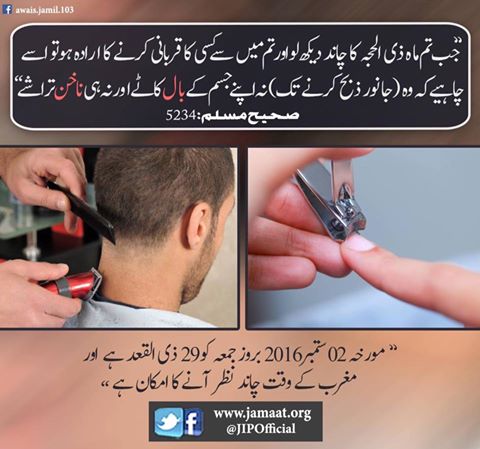 awais.jamil.103
”جب تم ماہ ذی الحجہ کا چاند دیکھ لو اور تم میں سے کسی کا قربانی کرنے کا ارادہ ہو تو اسے
چاہیے کہ وہ (جانور ذبح کرنے تک) نہ اپنے جسم کے بال کاٹے اور نہ ہی ناخن تراشے“
صحیح مسلم: 5234
”مورخہ 02 ستمبر 2016 بروز جمعہ کو 29 ذی القعد ہے اور
مغرب کے وقت چاند نظر آنے کا امکان ہے“
www.jamaat.org
@JIPOfficial